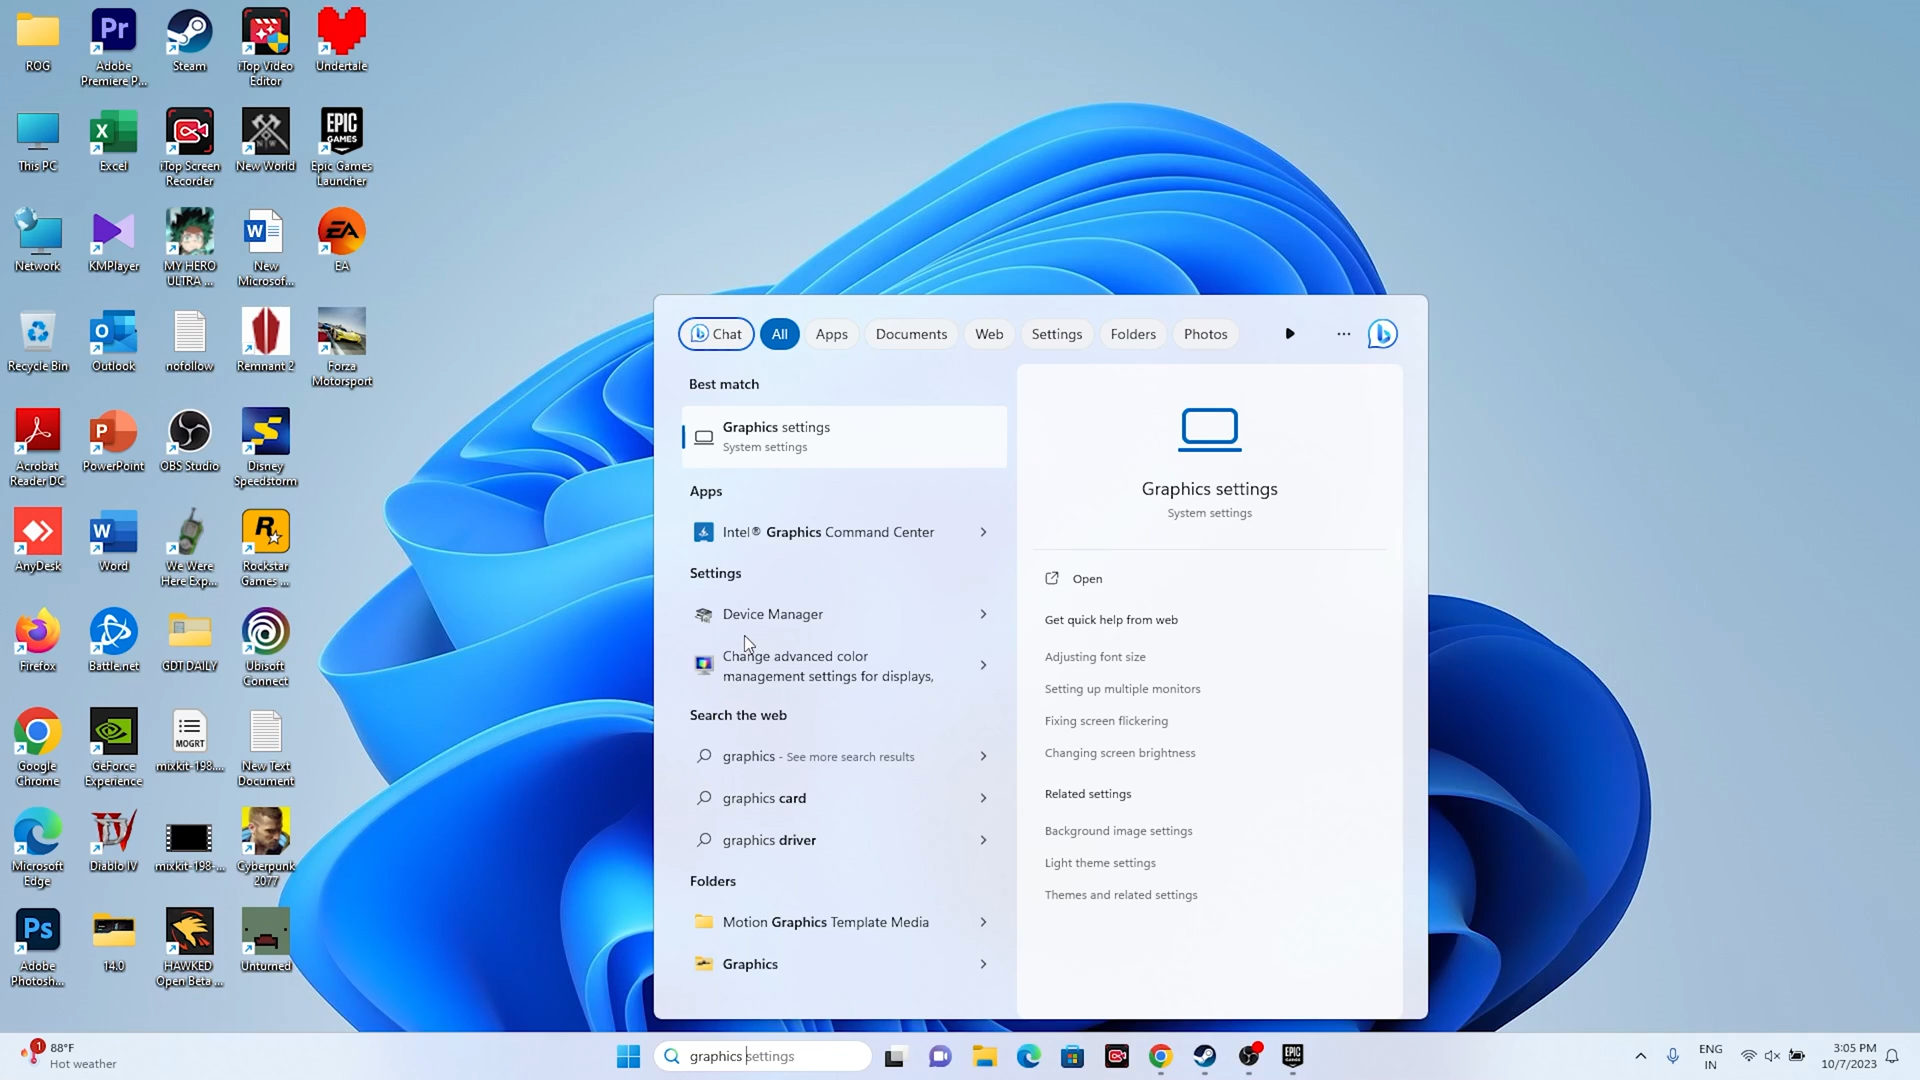 ROG
Adobe
Premiere P...
Steam
iTop Video
Editor
Undertale
This PC
Excel
iTop Screen
Recorder
New World
EPIC
GAMES
Epic Games
Launcher
Network
KMPlayer
MY HERO
ULTRA ...
New
Microsof...
EA
Recycle Bin
Outlook
nofollow
Remnant 2
Forza
Motorsport
Acrobat
Reader DC
PowerPoint
OBS Studio
Disney
Speedstorm
AnyDesk
Word
We Were
Here Exp...
Rockstar
Games ...
Firefox
Battle.net
GDT DAILY
Ubisoft
Connect
Google
Chrome
GeForce
Experience
MOGRT
mixkit-198....
New Text
Document
Microsoft
Edge
Diablo IV
mixkit-198-...
Cyberpunk
2077
Adobe
Photosh...
14.0
HAWKED
Open Beta ...
Unturned
Chat
All
Apps
Documents
Web
Settings
Folders
Photos
...
Best match
Graphics settings
System settings
Apps
Intel® Graphics Command Center
Settings
Device Manager
Change advanced color
management settings for displays,
Search the web
graphics - See more search results
graphics card
graphics driver
Folders
Motion Graphics Template Media
Graphics
Graphics settings
System settings
Open
Get quick help from web
Adjusting font size
Setting up multiple monitors
Fixing screen flickering
Changing screen brightness
Related settings
Background image settings
Light theme settings
Themes and related settings
1
88°F
Hot weather
graphics settings
EPIC
ENG
IN
3:05 PM
10/7/2023